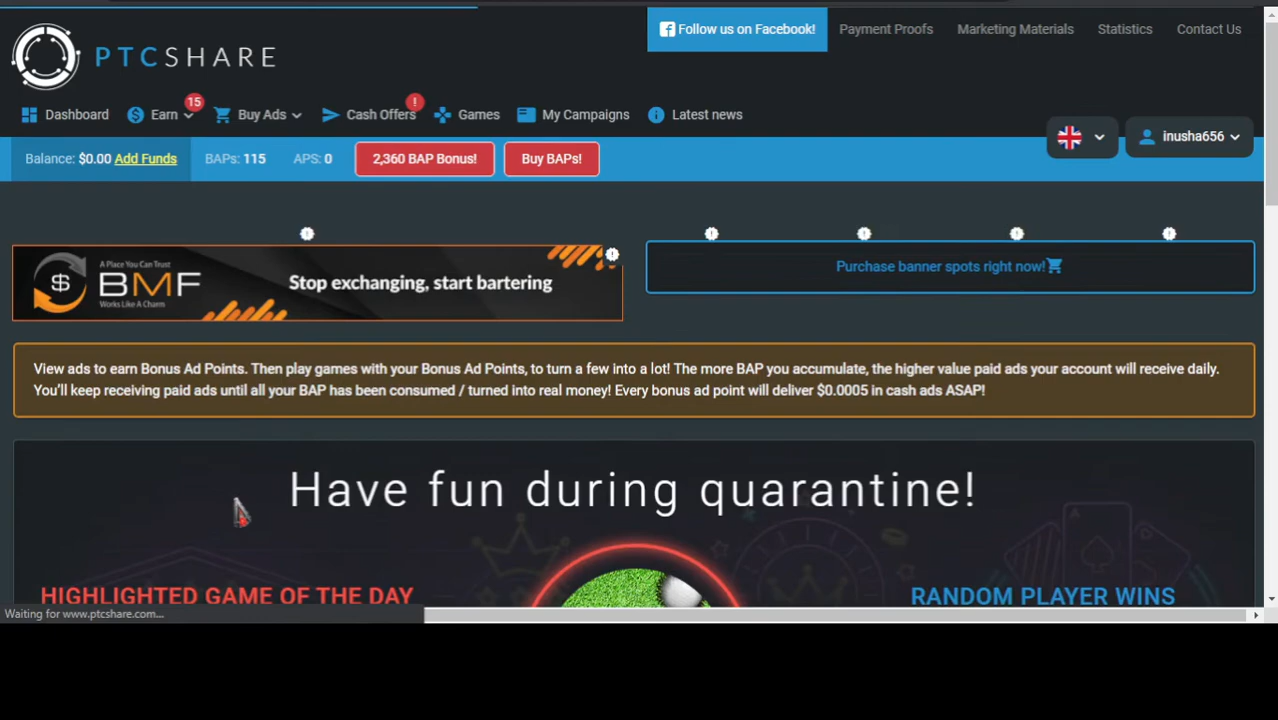 Follow us on Facebook! Payment Proofs Marketing Materials Statistics Contact Us
PTCSHARE
Dashboard Earn 15 Buy Ads Cash Offers ! Games My Campaigns Latest news
inusha656
Balance: $0.00 Add Funds BAPs: 115 APS: 0 2,360 BAP Bonus! Buy BAPs!
A Place You Can Trust
$ BMF
Works Like A Charm
Stop exchanging, start bartering
Purchase banner spots right now!
View ads to earn Bonus Ad Points. Then play games with your Bonus Ad Points, to turn a few into a lot! The more BAP you accumulate, the higher value paid ads your account will receive daily.
You'll keep receiving paid ads until all your BAP has been consumed / turned into real money! Every bonus ad point will deliver $0.0005 in cash ads ASAP!
Have fun during quarantine!
HIGHLIGHTED GAME OF THE DAY
RANDOM PLAYER WINS
Waiting for www.ptcshare.com...